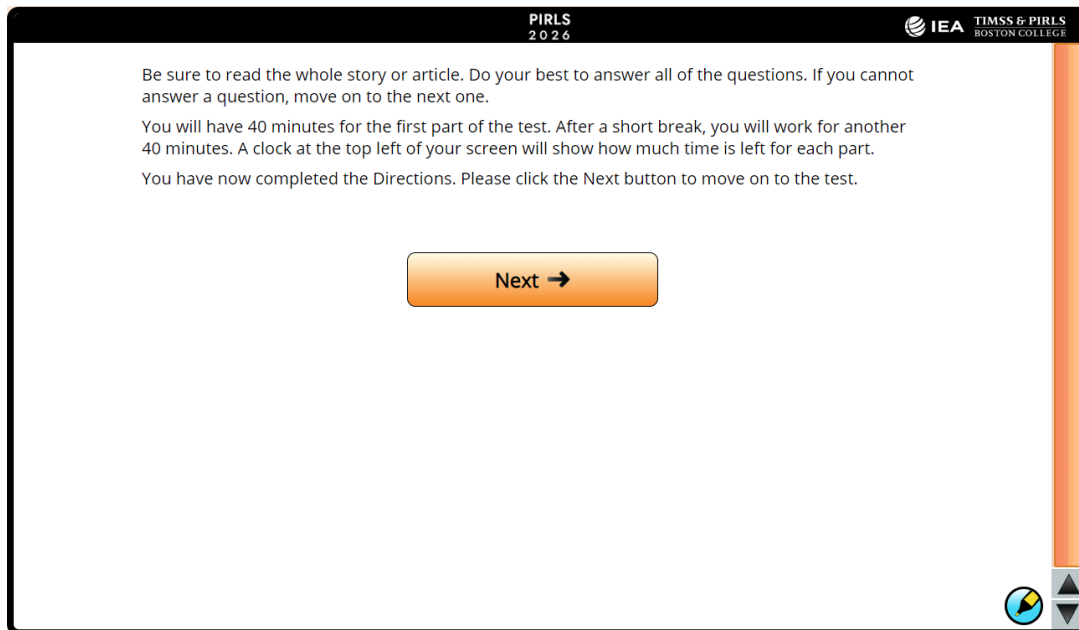 PIRLS
2026
IEA
TIMSS & PIRLS
BOSTON COLLEGE
Be sure to read the whole story or article. Do your best to answer all of the questions. If you cannot
answer a question, move on to the next one.
You will have 40 minutes for the first part of the test. After a short break, you will work for another
40 minutes. A clock at the top left of your screen will show how much time is left for each part.
You have now completed the Directions. Please click the Next button to move on to the test.
Next